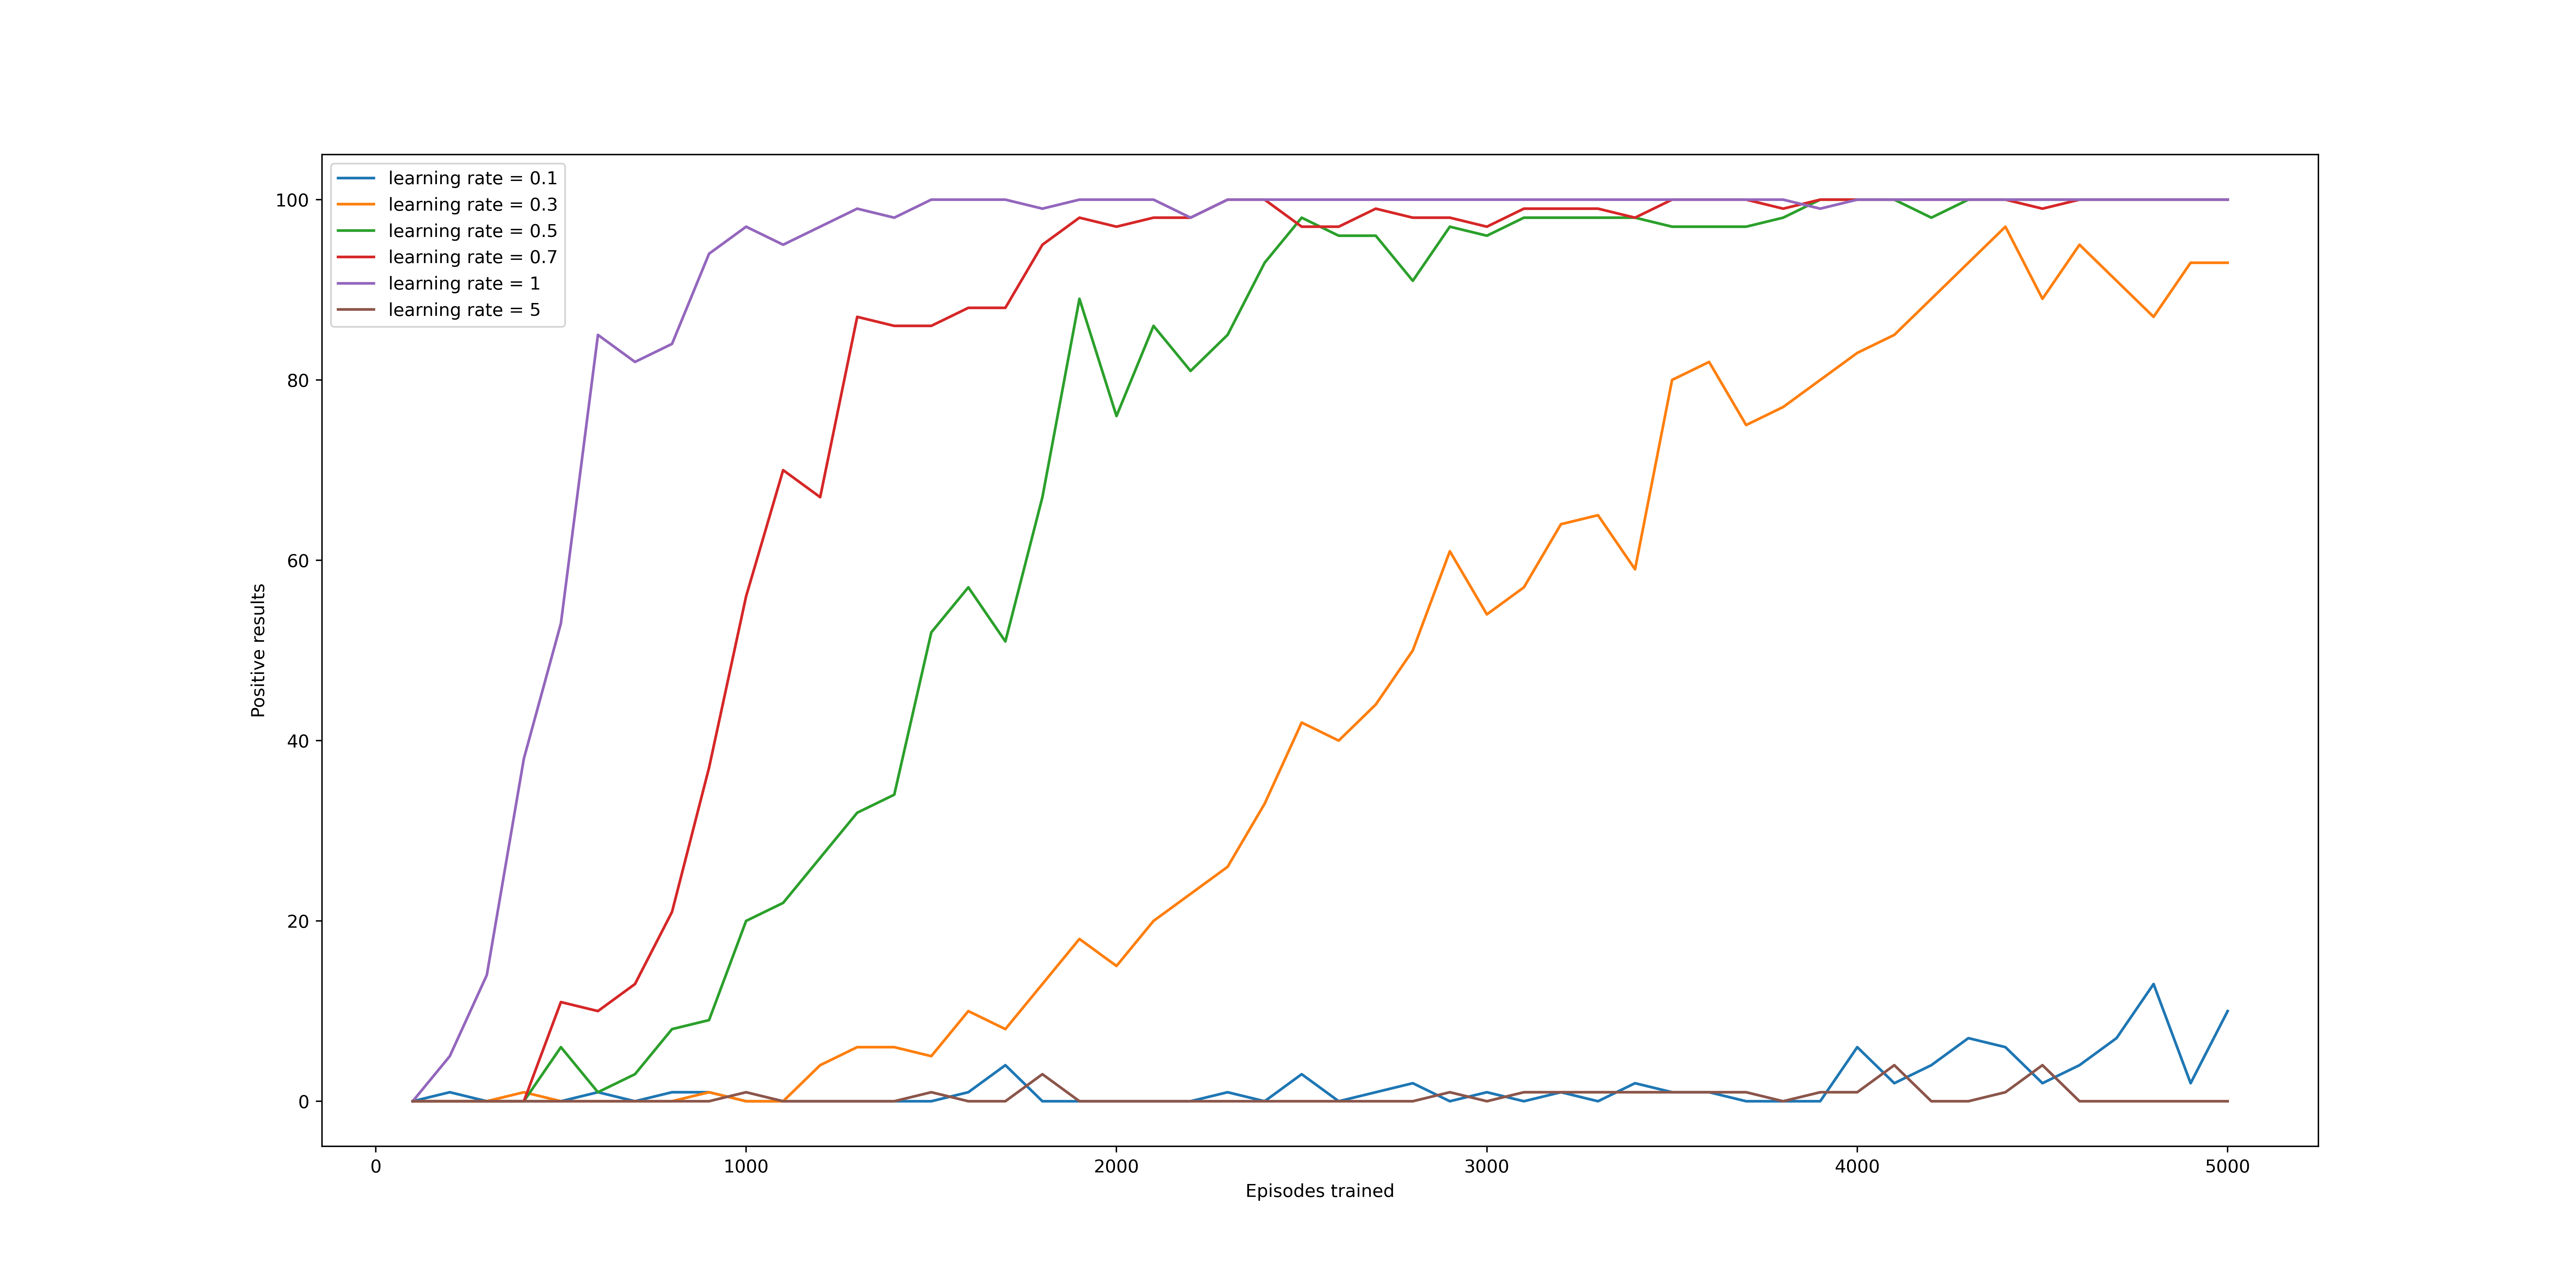 learning rate = 0.1
learning rate = 0.3
learning rate = 0.5
learning rate = 0.7
learning rate = 1
learning rate = 5
100
80
60
40
20
0
Positive results
0 1000 2000 3000 4000 5000
Episodes trained